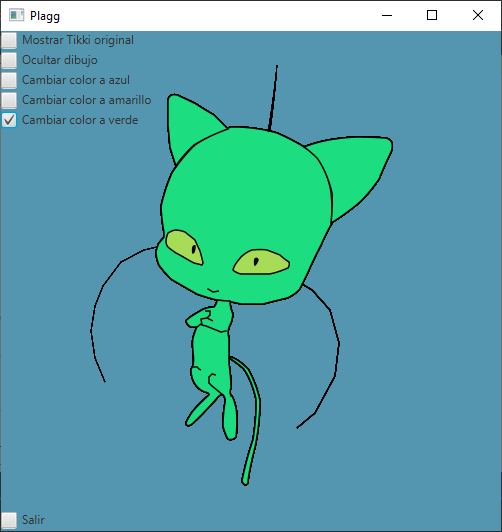 Plagg
Mostrar Tikki original
Ocultar dibujo
Cambiar color a azul
Cambiar color a amarillo
Cambiar color a verde
Salir